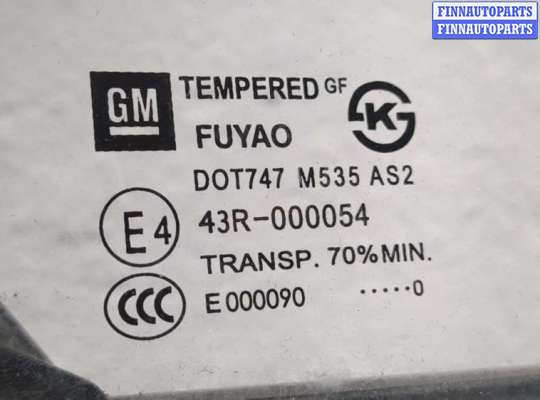 FINNAUTOPARTS
FINNAUTOPARTS
GM TEMPERED GF
FUYAO
DOT747 M535 AS2
E4 43R-000054
TRANSP. 70% MIN.
CCC E000090 .....0